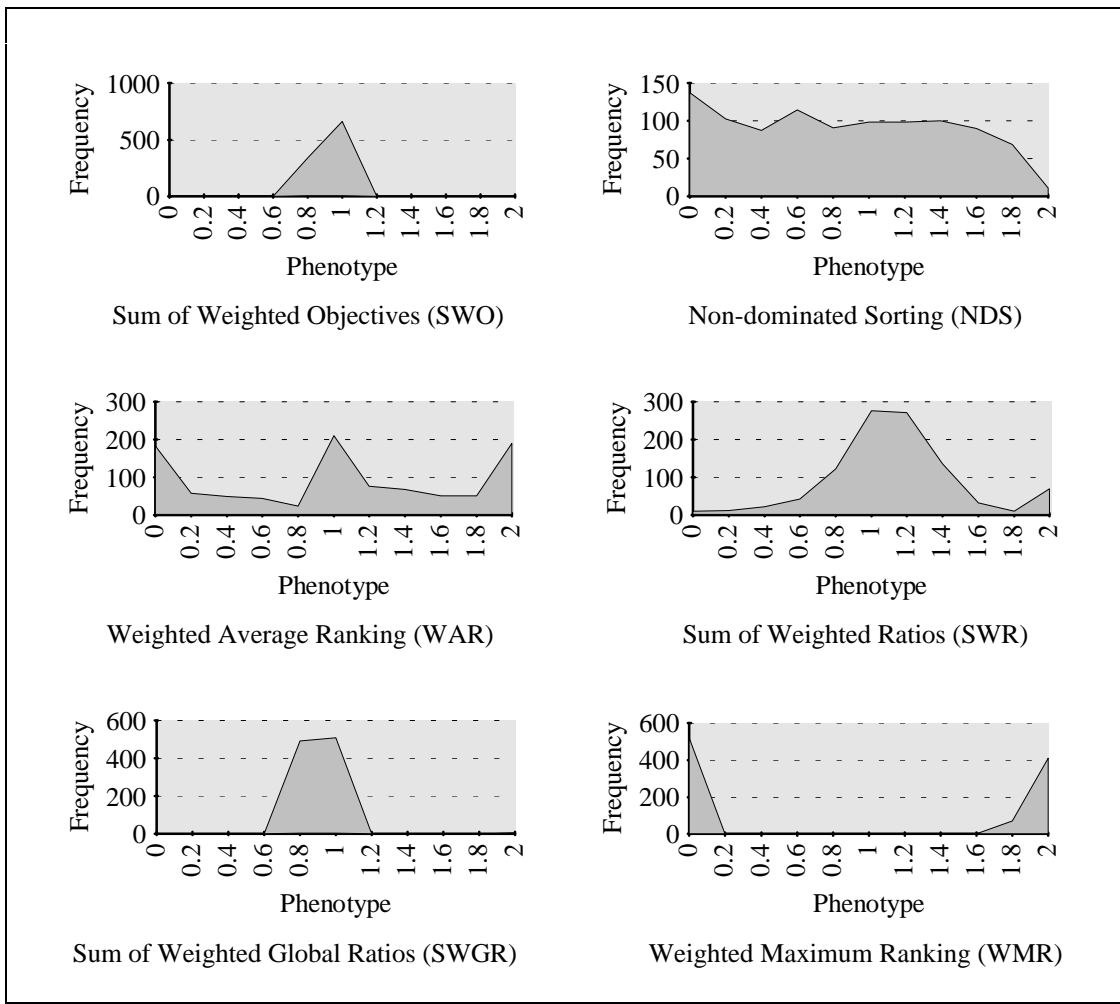 1000
500
0
Frequency
0 0.2 0.4 0.6 0.8 1 1.2 1.4 1.6 1.8 2
Phenotype
Sum of Weighted Objectives (SWO)
150
100
50
0
Frequency
0 0.2 0.4 0.6 0.8 1 1.2 1.4 1.6 1.8 2
Phenotype
Non-dominated Sorting (NDS)
300
200
100
0
Frequency
0 0.2 0.4 0.6 0.8 1 1.2 1.4 1.6 1.8 2
Phenotype
Weighted Average Ranking (WAR)
300
200
100
0
Frequency
0 0.2 0.4 0.6 0.8 1 1.2 1.4 1.6 1.8 2
Phenotype
Sum of Weighted Ratios (SWR)
600
400
200
0
Frequency
0 0.2 0.4 0.6 0.8 1 1.2 1.4 1.6 1.8 2
Phenotype
Sum of Weighted Global Ratios (SWGR)
600
400
200
0
Frequency
0 0.2 0.4 0.6 0.8 1 1.2 1.4 1.6 1.8 2
Phenotype
Weighted Maximum Ranking (WMR)